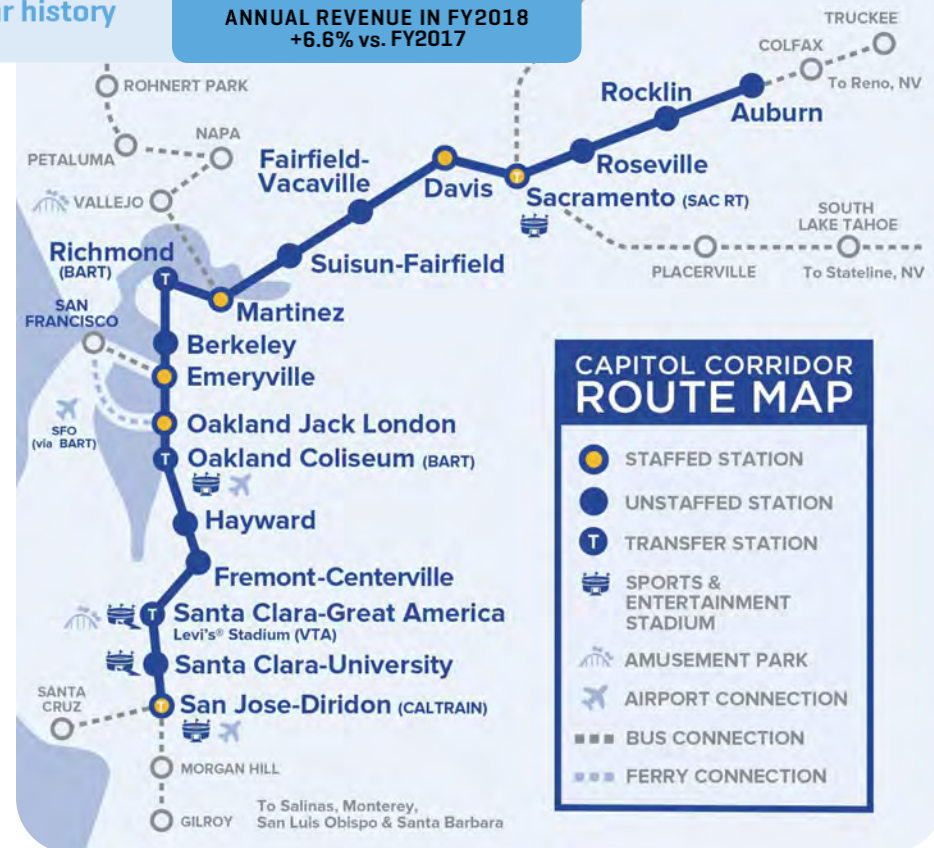 r history
ANNUAL REVENUE IN FY2018
+6.6% vs. FY2017
TRUCKEE
COLFAX
To Reno, NV
ROHNERT PARK
Rocklin
Auburn
NAPA
PETALUMA
Fairfield-
Vacaville
Roseville
Davis
VALLEJO
T
Sacramento (SAC RT)
SOUTH
LAKE TAHOE
Richmond
(BART)
T
Suisun-Fairfield
PLACERVILLE
To Stateline, NV
Martinez
SAN
FRANCISCO
Berkeley
Emeryville
SFO
(via BART)
Oakland Jack London
T
Oakland Coliseum (BART)
Hayward
Fremont-Centerville
T
Santa Clara-Great America
Levi's® Stadium (VTA)
Santa Clara-University
SANTA
CRUZ
T
San Jose-Diridon (CALTRAIN)
MORGAN HILL
GILROY
To Salinas, Monterey,
San Luis Obispo & Santa Barbara
CAPITOL CORRIDOR
ROUTE MAP
STAFFED STATION
UNSTAFFED STATION
T
TRANSFER STATION
SPORTS &
ENTERTAINMENT
STADIUM
AMUSEMENT PARK
AIRPORT CONNECTION
BUS CONNECTION
FERRY CONNECTION